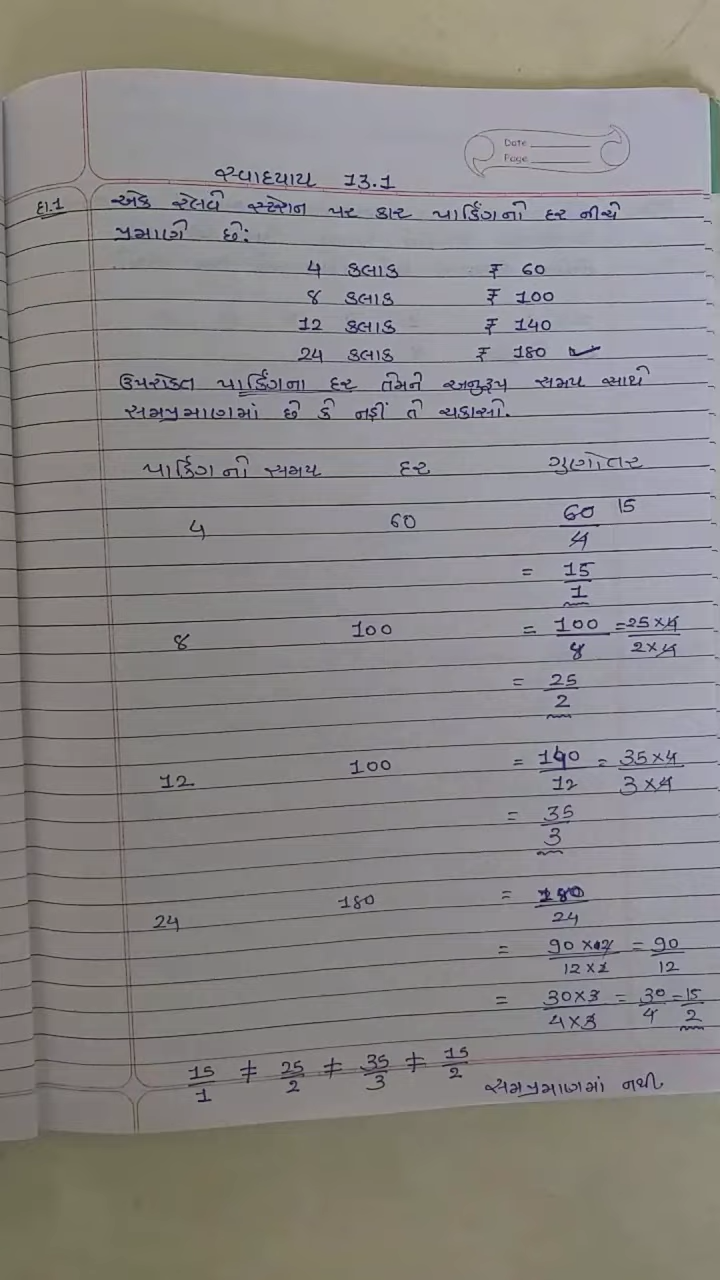 Date
Page
સ્વાધ્યાય 13.1
દા.1 એક રેલવે સ્ટેશન પર કાર પાર્કિંગનો દર નીચે
પ્રમાણે છે:
4 કલાક ₹ 60
8 કલાક ₹ 100
12 કલાક ₹ 140
24 કલાક ₹ 180
ઉપરોક્ત પાર્કિંગના દર તેમને અનુરૂપ સમય સાથે
સમપ્રમાણમાં છે કે નહીં તે ચકાસો.
પાર્કિંગનો સમય દર ગુણોતર
4 60 60/4 15
= 15/1
8 100 = 100/8 = 25×4/2×4
= 25/2
12 100 = 140/12 = 35×4/3×4
= 35/3
24 180 = 180/24
= 90×2/12×2 = 90/12
= 30×3/4×3 = 30/4 = 15/2
15/1 ≠ 25/2 ≠ 35/3 ≠ 15/2
સમપ્રમાણમાં નથી